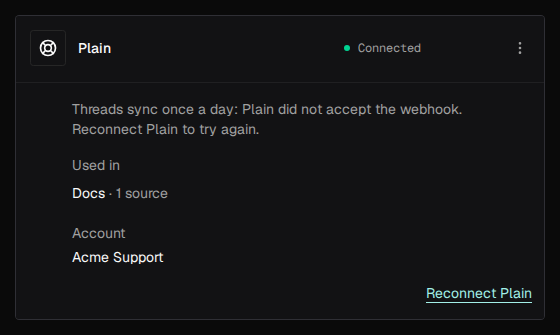 Plain
Connected
Threads sync once a day: Plain did not accept the webhook.
Reconnect Plain to try again.
Used in
Docs · 1 source
Account
Acme Support
Reconnect Plain